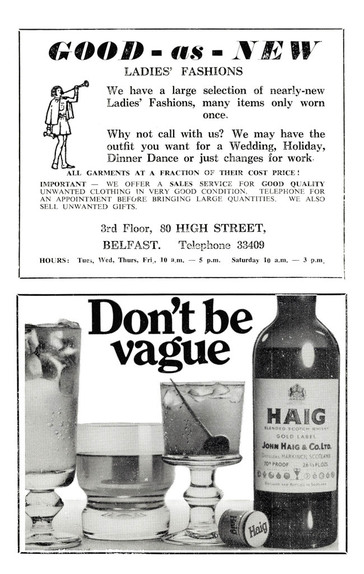 GOOD - as - NEW
LADIES' FASHIONS
We have a large selection of nearly-new
Ladies' Fashions, many items only worn
once.
Why not call with us? We may have the
outfit you want for a Wedding, Holiday,
Dinner Dance or just changes for work
ALL GARMENTS AT A FRACTION OF THEIR COST PRICE!
IMPORTANT — WE OFFER A SALES SERVICE FOR GOOD QUALITY
UNWANTED CLOTHING IN VERY GOOD CONDITION. TELEPHONE FOR
AN APPOINTMENT BEFORE BRINGING LARGE QUANTITIES. WE ALSO
SELL UNWANTED GIFTS.
3rd Floor, 80 HIGH STREET,
BELFAST. Telephone 33409
HOURS: Tues, Wed, Thurs, Fri, 10 a.m. — 5 p.m. Saturday 10 a.m. — 3 p.m.
Don't be
vague
HAIG
BLENDED SCOTCH WHISKY
GOLD LABEL
JOHN HAIG & CO. LTD.
MARKINCH, SCOTLAND
70° PROOF
Haig